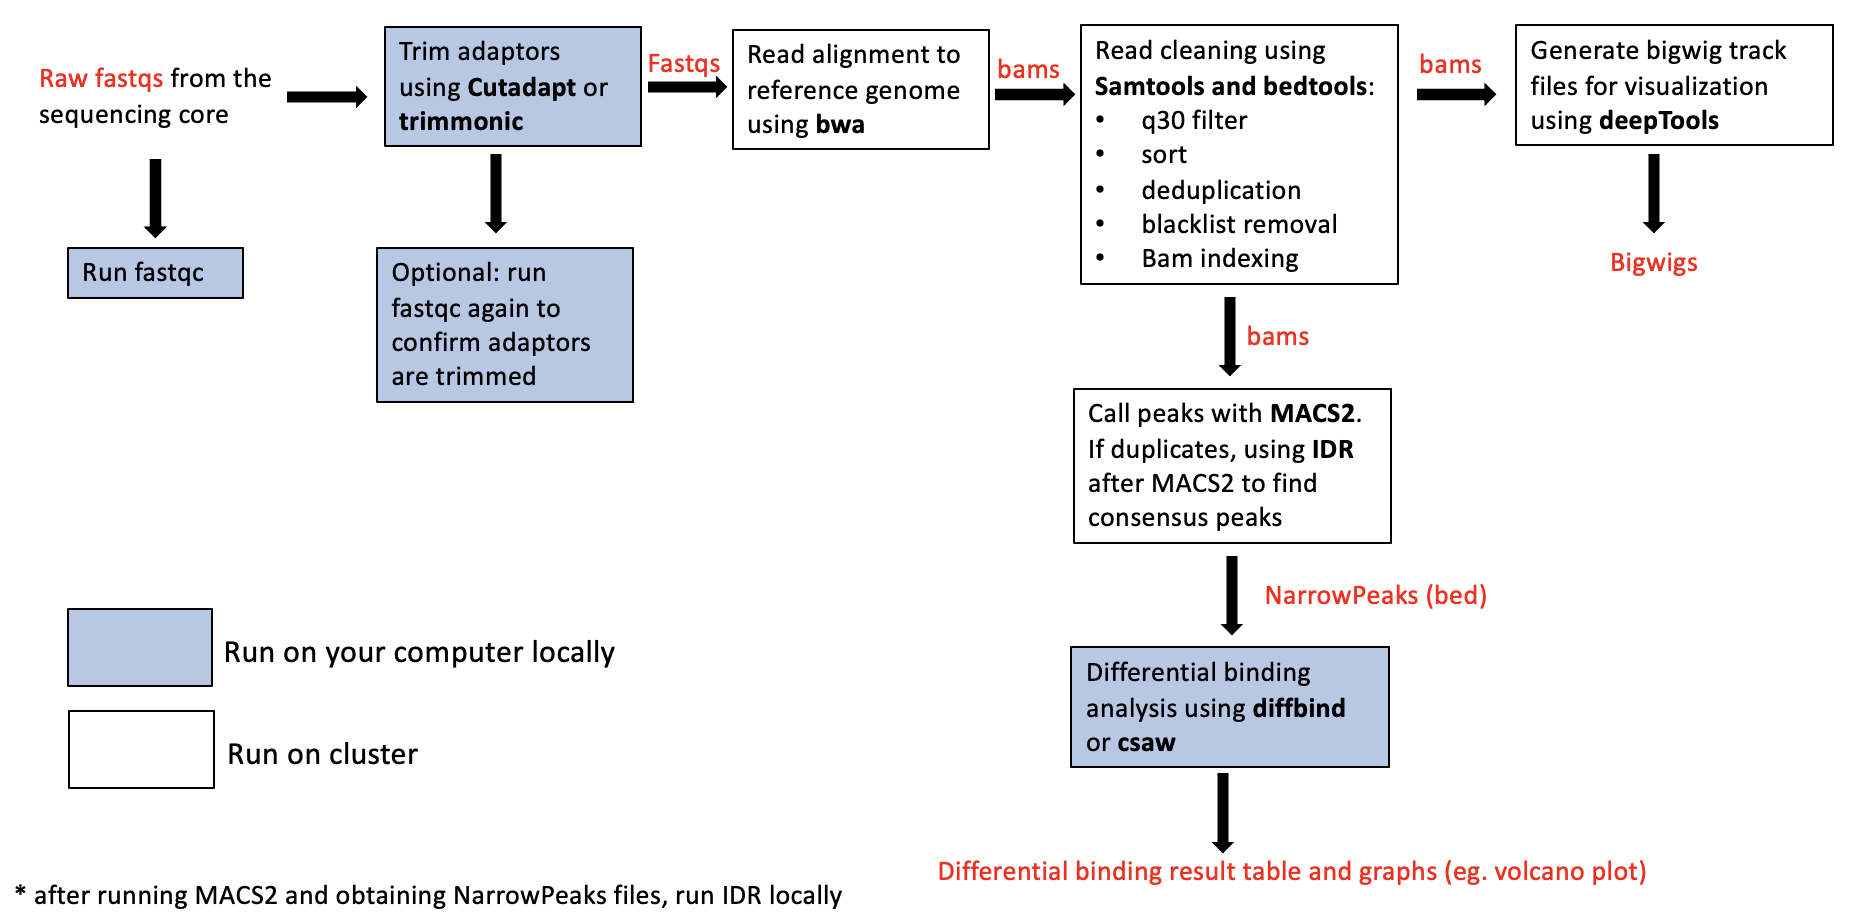 Raw fastqs from the
sequencing core
Run fastqc
Trim adaptors
using Cutadapt or
trimmonic
Optional: run
fastqc again to
confirm adaptors
are trimmed
Fastqs
Read alignment to
reference genome
using bwa
bams
Read cleaning using
Samtools and bedtools:
• q30 filter
• sort
• deduplication
• blacklist removal
• Bam indexing
bams
Generate bigwig track
files for visualization
using deepTools
Bigwigs
bams
Call peaks with MACS2.
If duplicates, using IDR
after MACS2 to find
consensus peaks
NarrowPeaks (bed)
Differential binding
analysis using diffbind
or csaw
Differential binding result table and graphs (eg. volcano plot)
Run on your computer locally
Run on cluster
* after running MACS2 and obtaining NarrowPeaks files, run IDR locally